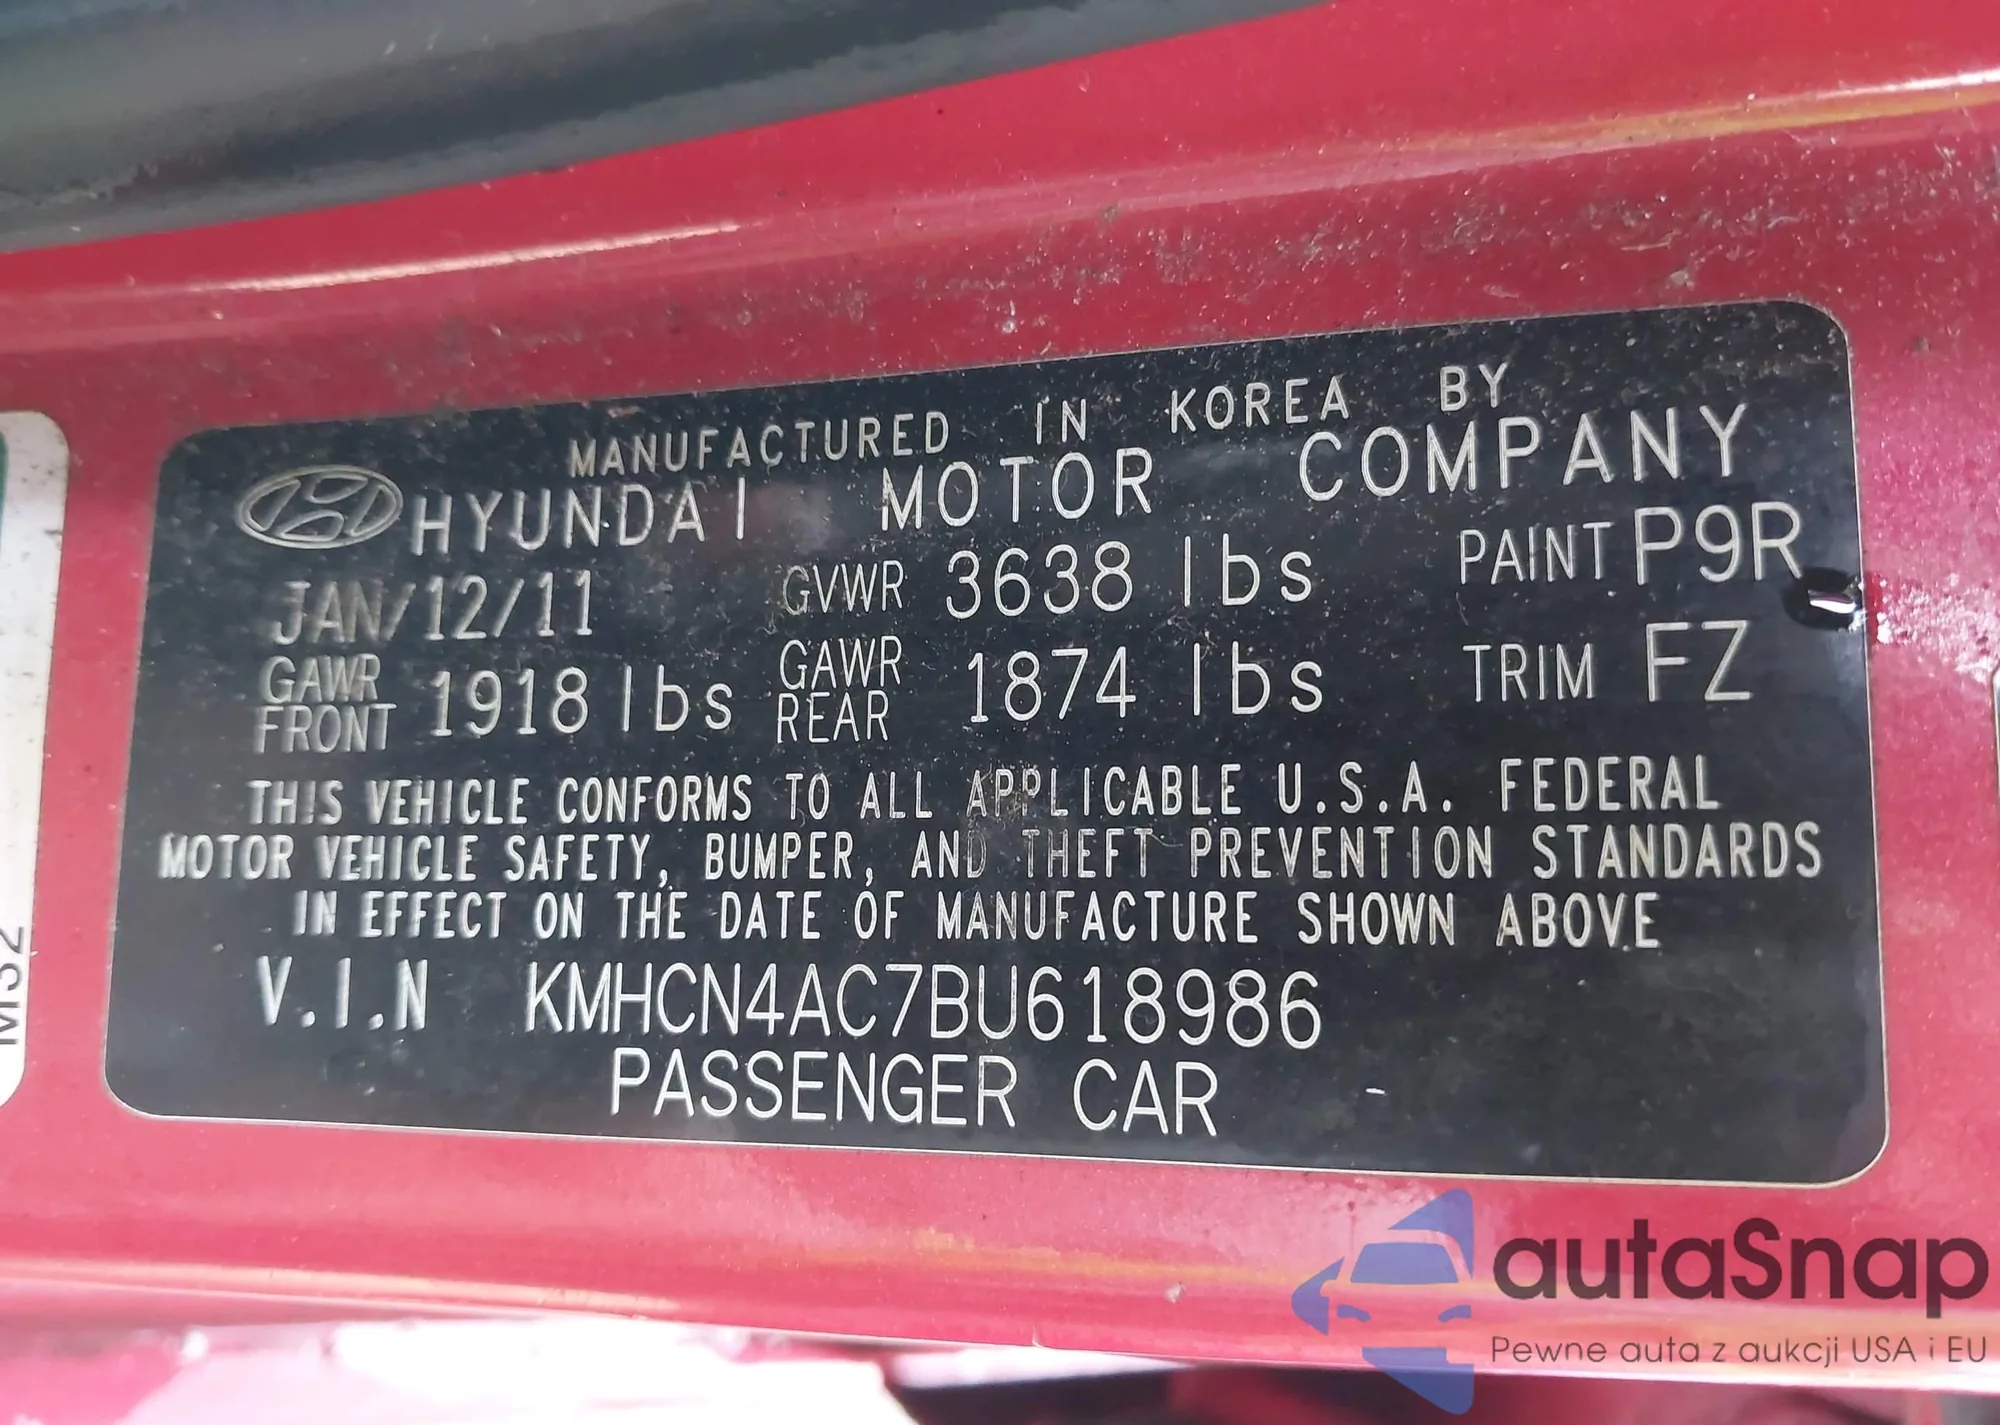 MANUFACTURED IN KOREA BY
HYUNDAI MOTOR COMPANY
JAN/12/11 GVWR 3638 lbs PAINT P9R
GAWR FRONT 1918 lbs GAWR REAR 1874 lbs TRIM FZ
THIS VEHICLE CONFORMS TO ALL APPLICABLE U.S.A. FEDERAL
MOTOR VEHICLE SAFETY, BUMPER, AND THEFT PREVENTION STANDARDS
IN EFFECT ON THE DATE OF MANUFACTURE SHOWN ABOVE
V.I.N KMHCN4AC7BU618986
PASSENGER CAR -
M32
autaSnap
Pewne auta z aukcji USA i EU